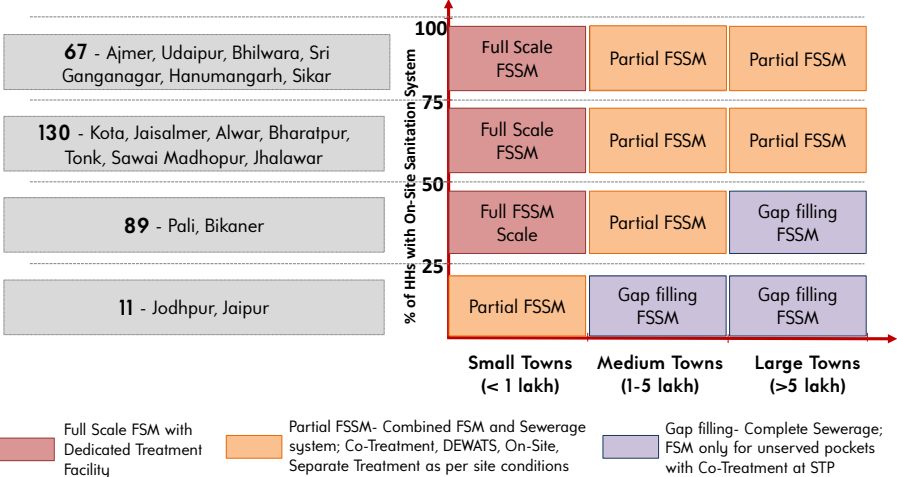 67 - Ajmer, Udaipur, Bhilwara, Sri
Ganganagar, Hanumangarh, Sikar
130 - Kota, Jaisalmer, Alwar, Bharatpur,
Tonk, Sawai Madhopur, Jhalawar
89 - Pali, Bikaner
11 - Jodhpur, Jaipur
% of HHs with On-Site Sanitation System
100
75
50
25
Full Scale
FSSM
Partial FSSM
Partial FSSM
Full Scale
FSSM
Partial FSSM
Partial FSSM
Full FSSM
Scale
Partial FSSM
Gap filling
FSSM
Partial FSSM
Gap filling
FSSM
Gap filling
FSSM
Small Towns
(< 1 lakh)
Medium Towns
(1-5 lakh)
Large Towns
(>5 lakh)
Full Scale FSM with
Dedicated Treatment
Facility
Partial FSSM- Combined FSM and Sewerage
system; Co-Treatment, DEWATS, On-Site,
Separate Treatment as per site conditions
Gap filling- Complete Sewerage;
FSM only for unserved pockets
with Co-Treatment at STP